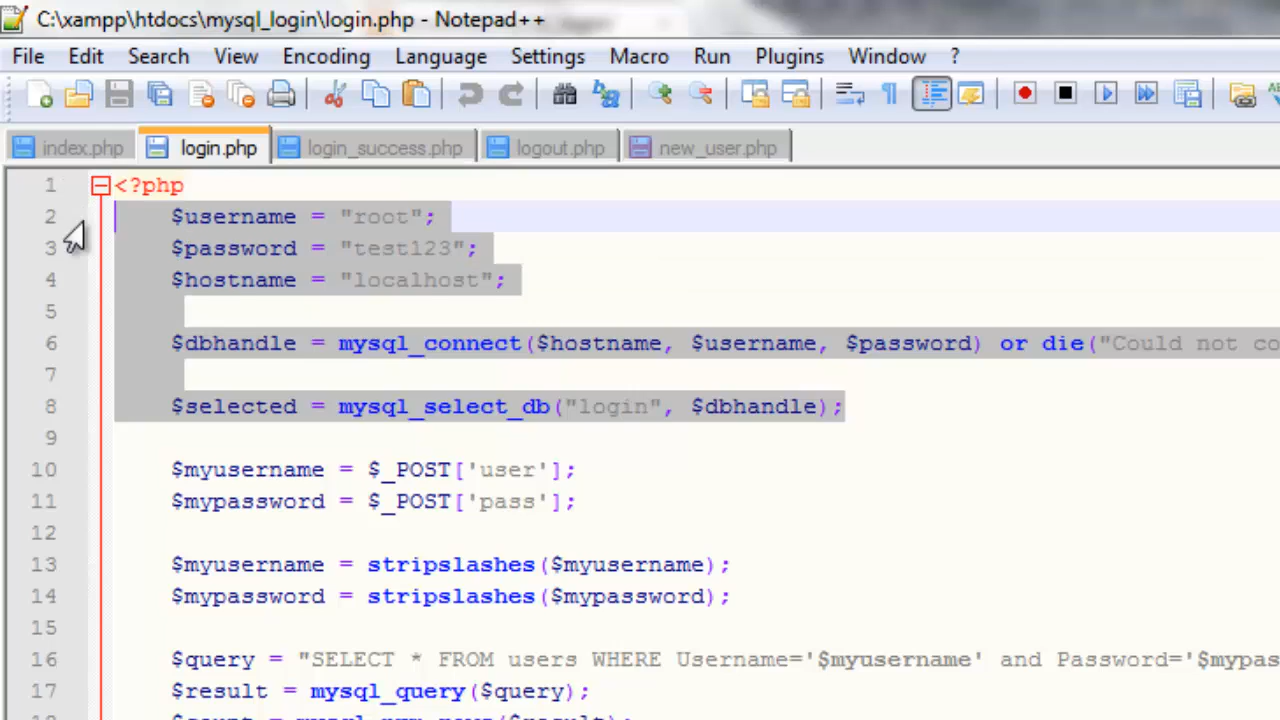 C:\xampp\htdocs\mysql_login\login.php - Notepad++
File Edit Search View Encoding Language Settings Macro Run Plugins Window ?
index.php login.php login_success.php logout.php new_user.php
1 <?php
2 $username = "root";
3 $password = "test123";
4 $hostname = "localhost";
5
6 $dbhandle = mysql_connect($hostname, $username, $password) or die("Could not co
7
8 $selected = mysql_select_db("login", $dbhandle);
9
10 $myusername = $_POST['user'];
11 $mypassword = $_POST['pass'];
12
13 $myusername = stripslashes($myusername);
14 $mypassword = stripslashes($mypassword);
15
16 $query = "SELECT * FROM users WHERE Username='$myusername' and Password='$mypas
17 $result = mysql_query($query);